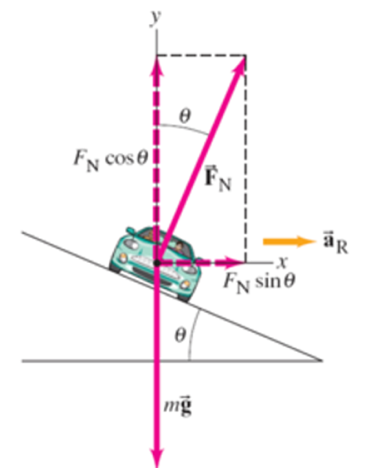 y
θ
F_N cos θ
F⃗_N
a⃗_R
x
F_N sin θ
θ
mg⃗